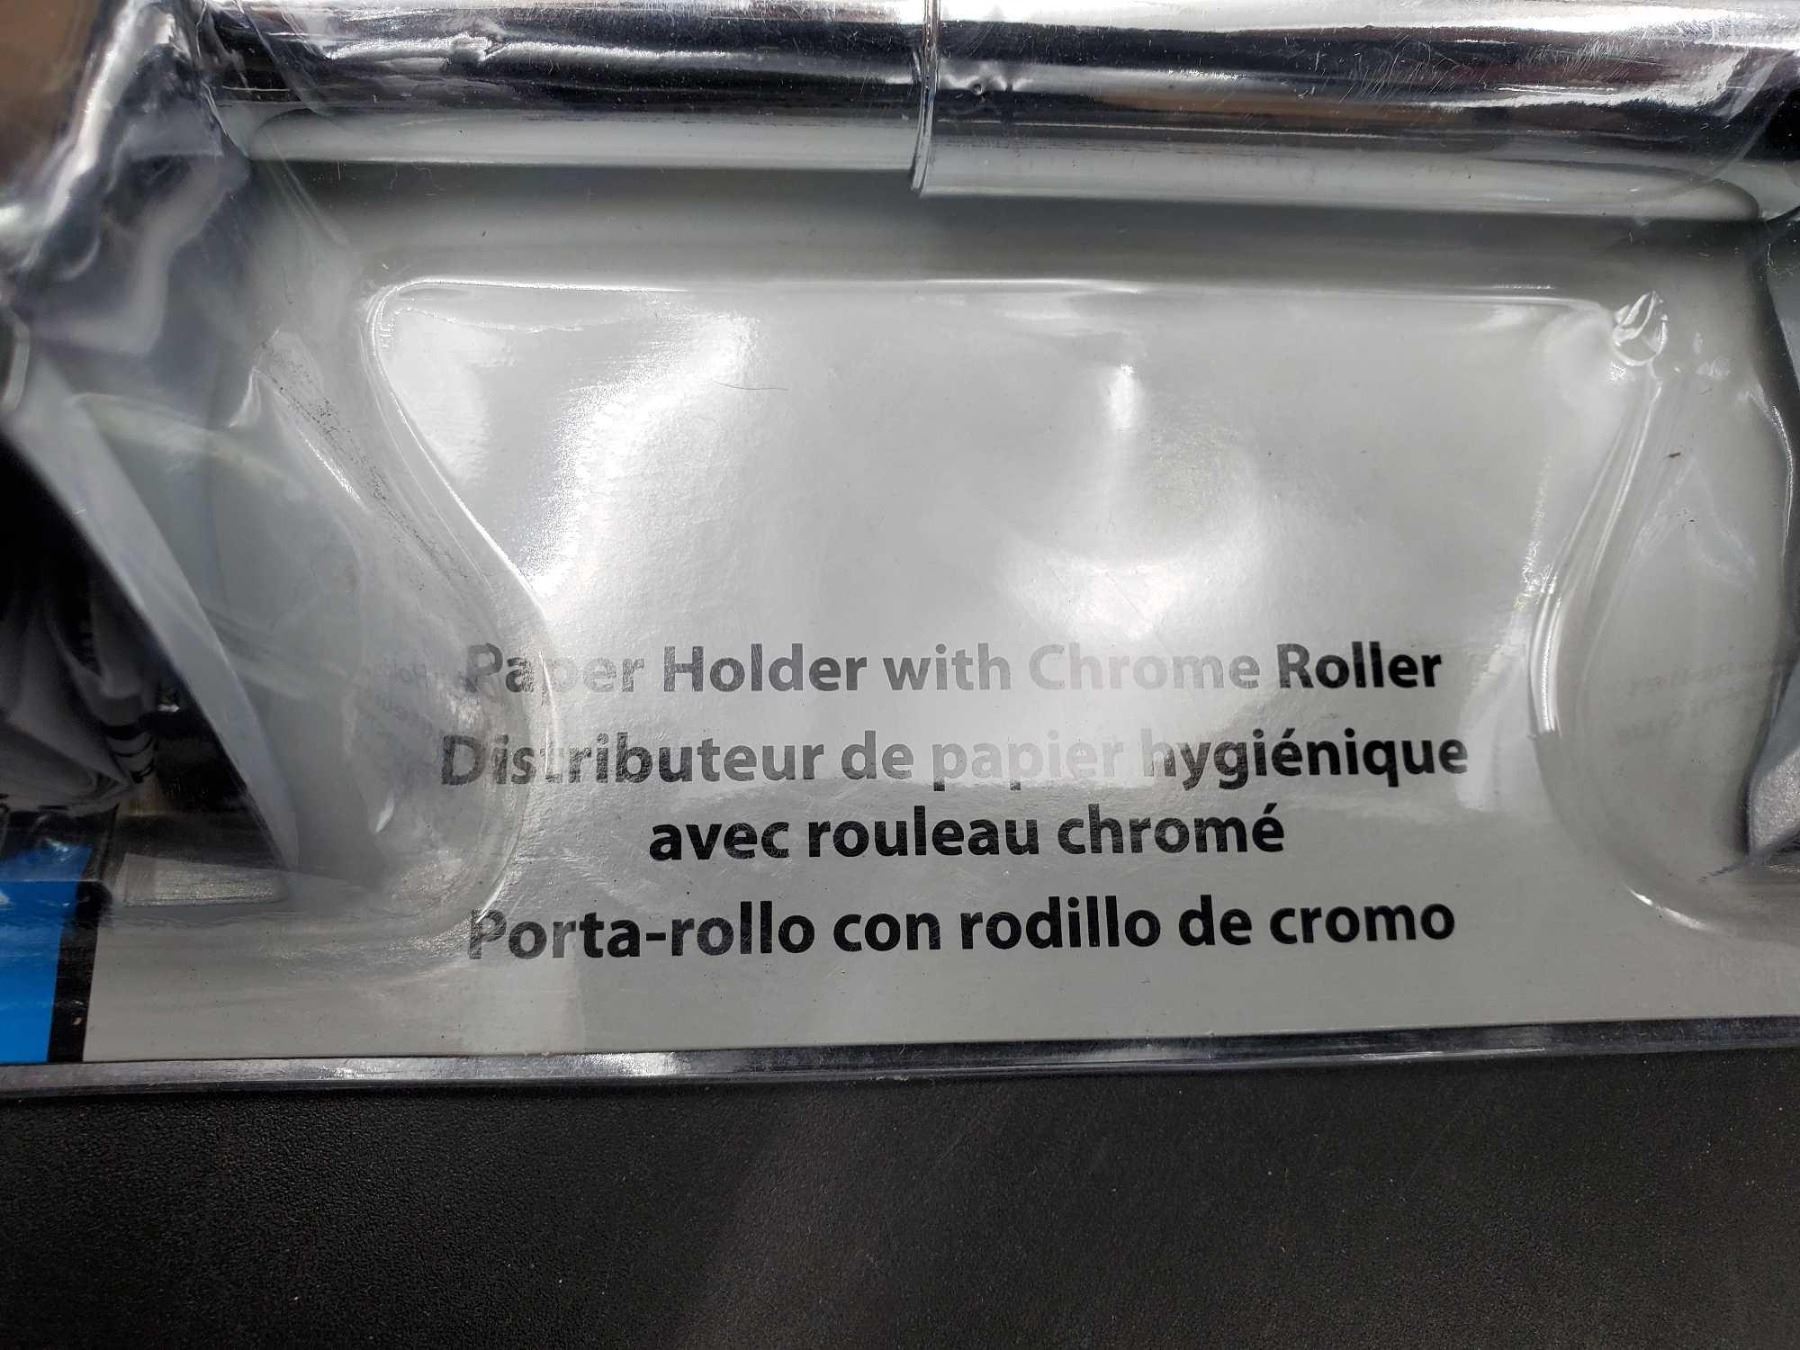 Paper Holder with Chrome Roller
Distributeur de papier hygiénique
avec rouleau chromé
Porta-rollo con rodillo de cromo